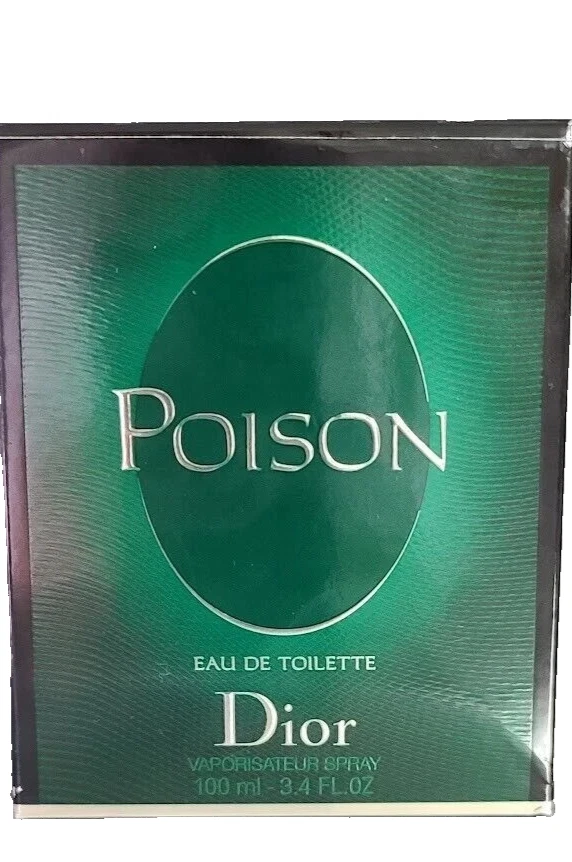 POISON
EAU DE TOILETTE
Dior
VAPORISATEUR SPRAY
100 ml - 3.4 FL.OZ